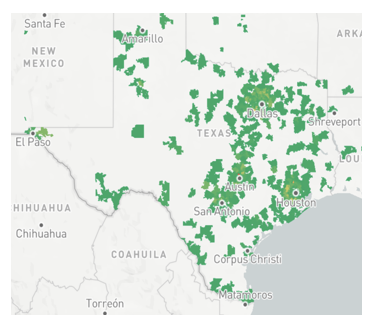 Santa Fe
Amarillo
ARKA
NEW
MEXICO
Dallas
Shreveport
El Paso
TEXAS
LOU
Austin
HIHUAHUA
San Antonio
Houston
Chihuahua
COAHUILA
Corpus Christi
Matamoros
Torreón